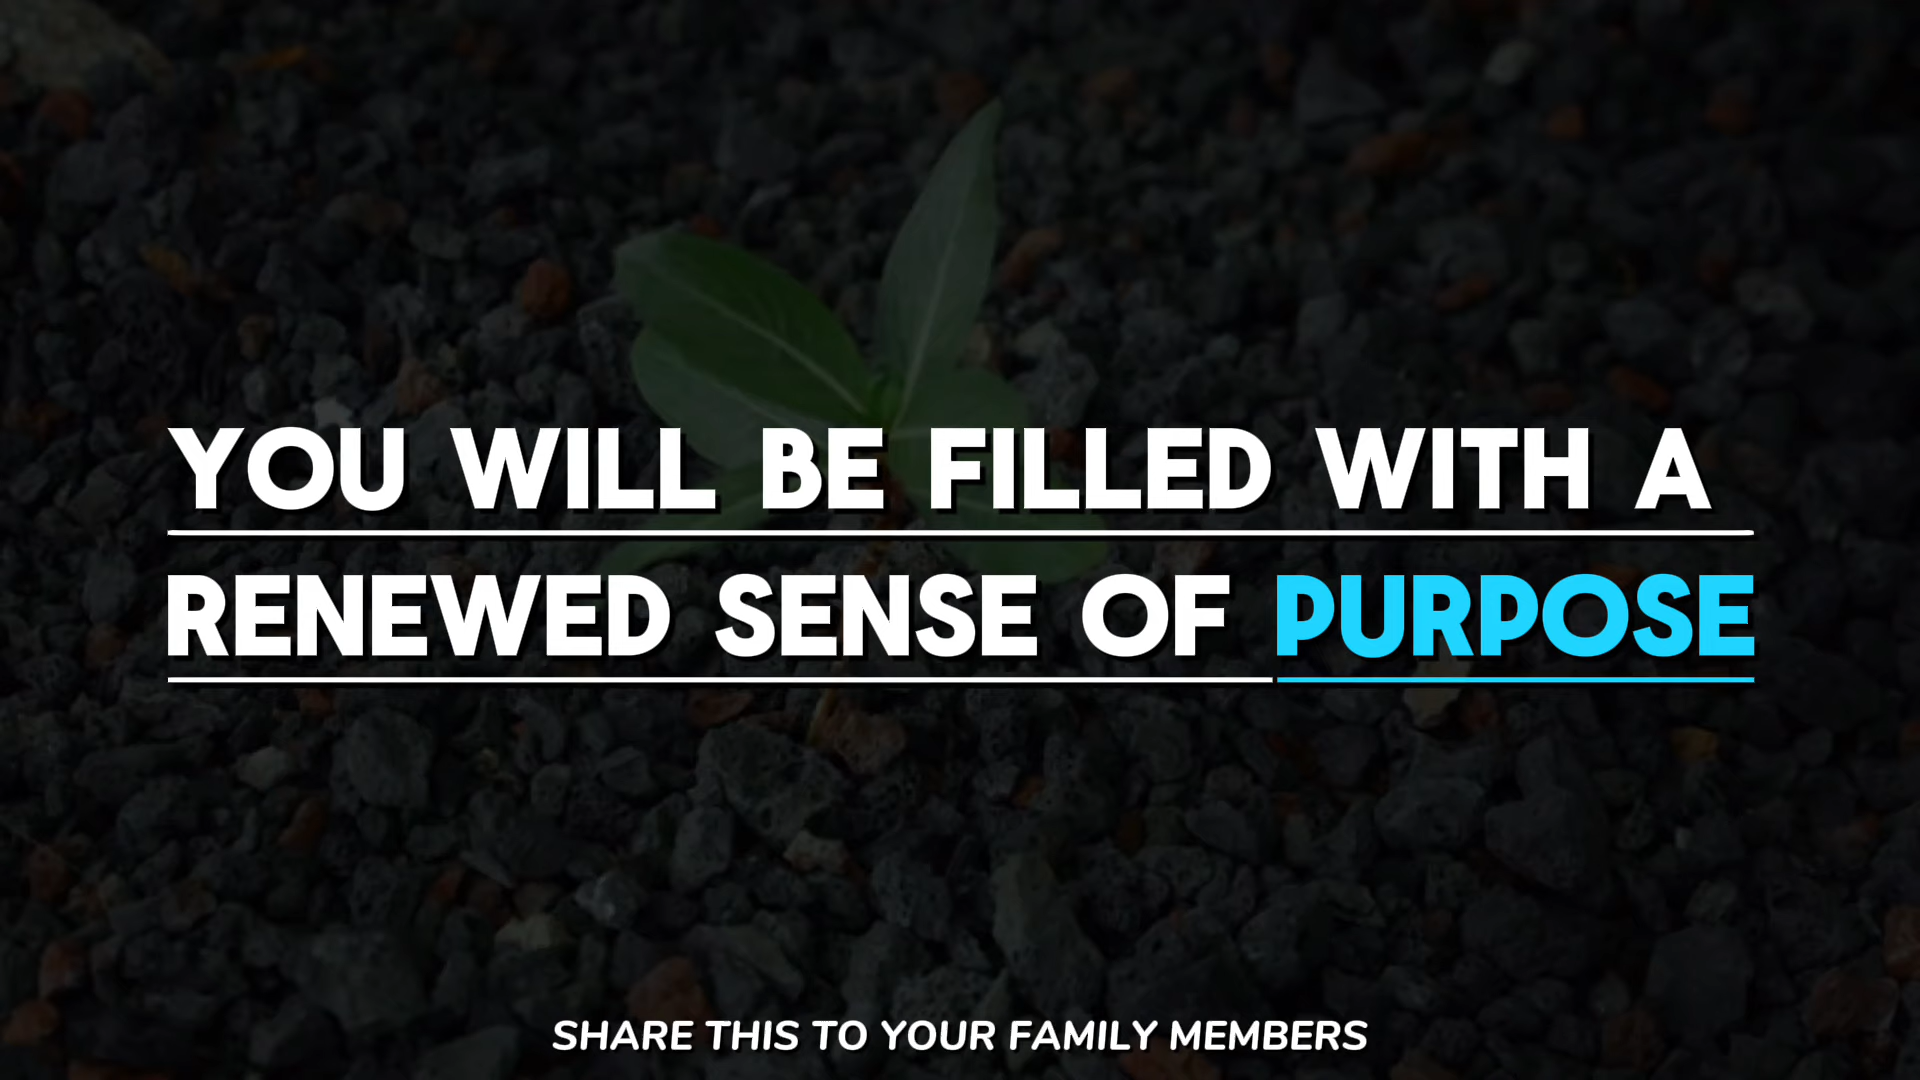 YOU WILL BE FILLED WITH A
RENEWED SENSE OF PURPOSE
SHARE THIS TO YOUR FAMILY MEMBERS